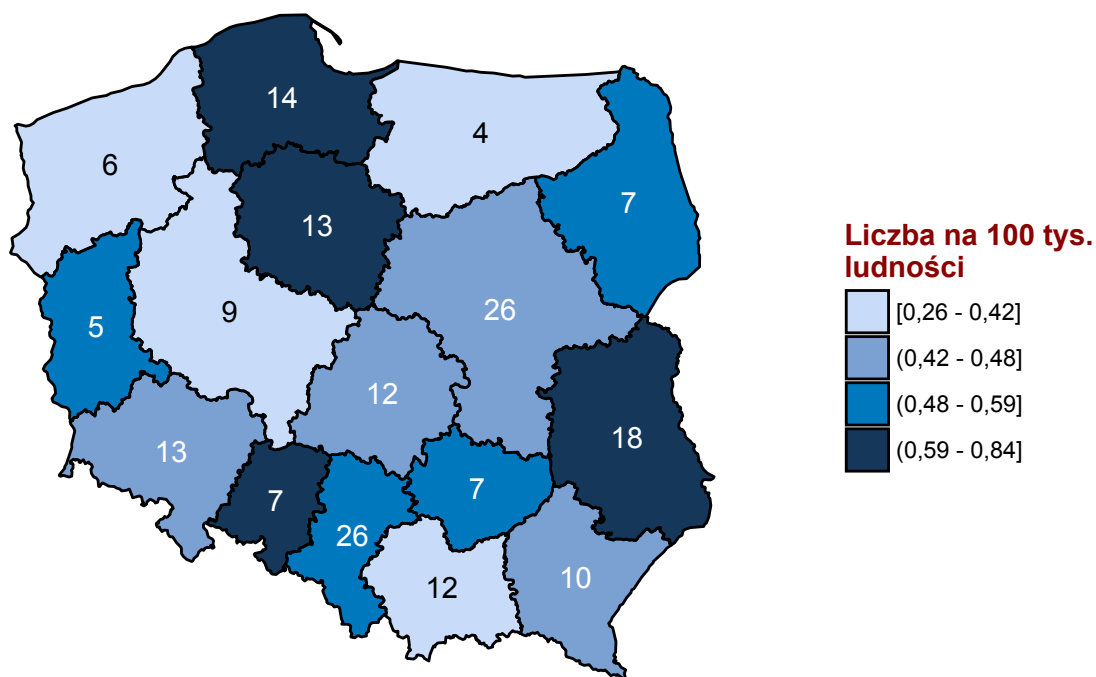 14
4
6
7
13
9
26
5
12
18
13
7
7
26
10
12
Liczba na 100 tys.
ludności
[0,26 - 0,42]
(0,42 - 0,48]
(0,48 - 0,59]
(0,59 - 0,84]